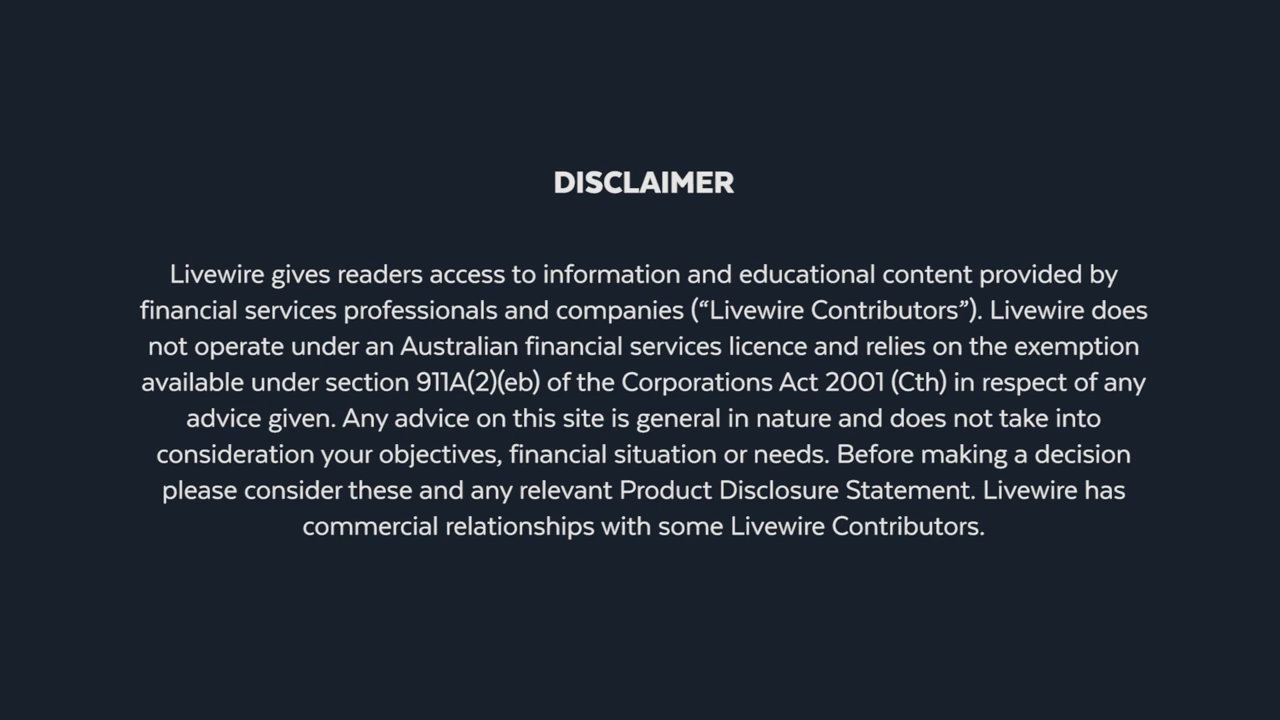 DISCLAIMER
Livewire gives readers access to information and educational content provided by
financial services professionals and companies (“Livewire Contributors”). Livewire does
not operate under an Australian financial services licence and relies on the exemption
available under section 911A(2)(eb) of the Corporations Act 2001 (Cth) in respect of any
advice given. Any advice on this site is general in nature and does not take into
consideration your objectives, financial situation or needs. Before making a decision
please consider these and any relevant Product Disclosure Statement. Livewire has
commercial relationships with some Livewire Contributors.